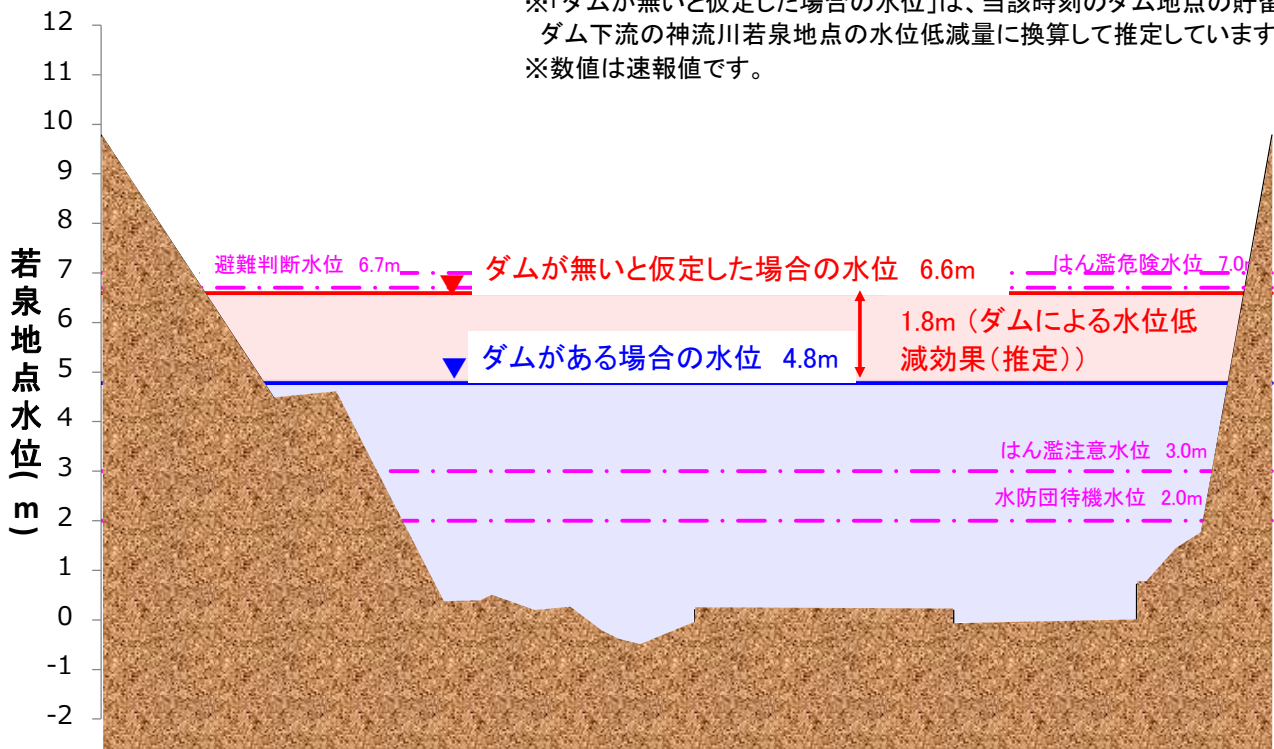 ※「ダムが無いと仮定した場合の水位」は、当該時刻のダム地点の貯留
ダム下流の神流川若泉地点の水位低減量に換算して推定しています
※数値は速報値です。
12
11
10
9
8
7
6
5
4
3
2
1
0
-1
-2
若泉地点水位(m)
避難判断水位 6.7m
ダムが無いと仮定した場合の水位 6.6m
はん濫危険水位 7.0m
1.8m (ダムによる水位低
減効果(推定))
ダムがある場合の水位 4.8m
はん濫注意水位 3.0m
水防団待機水位 2.0m